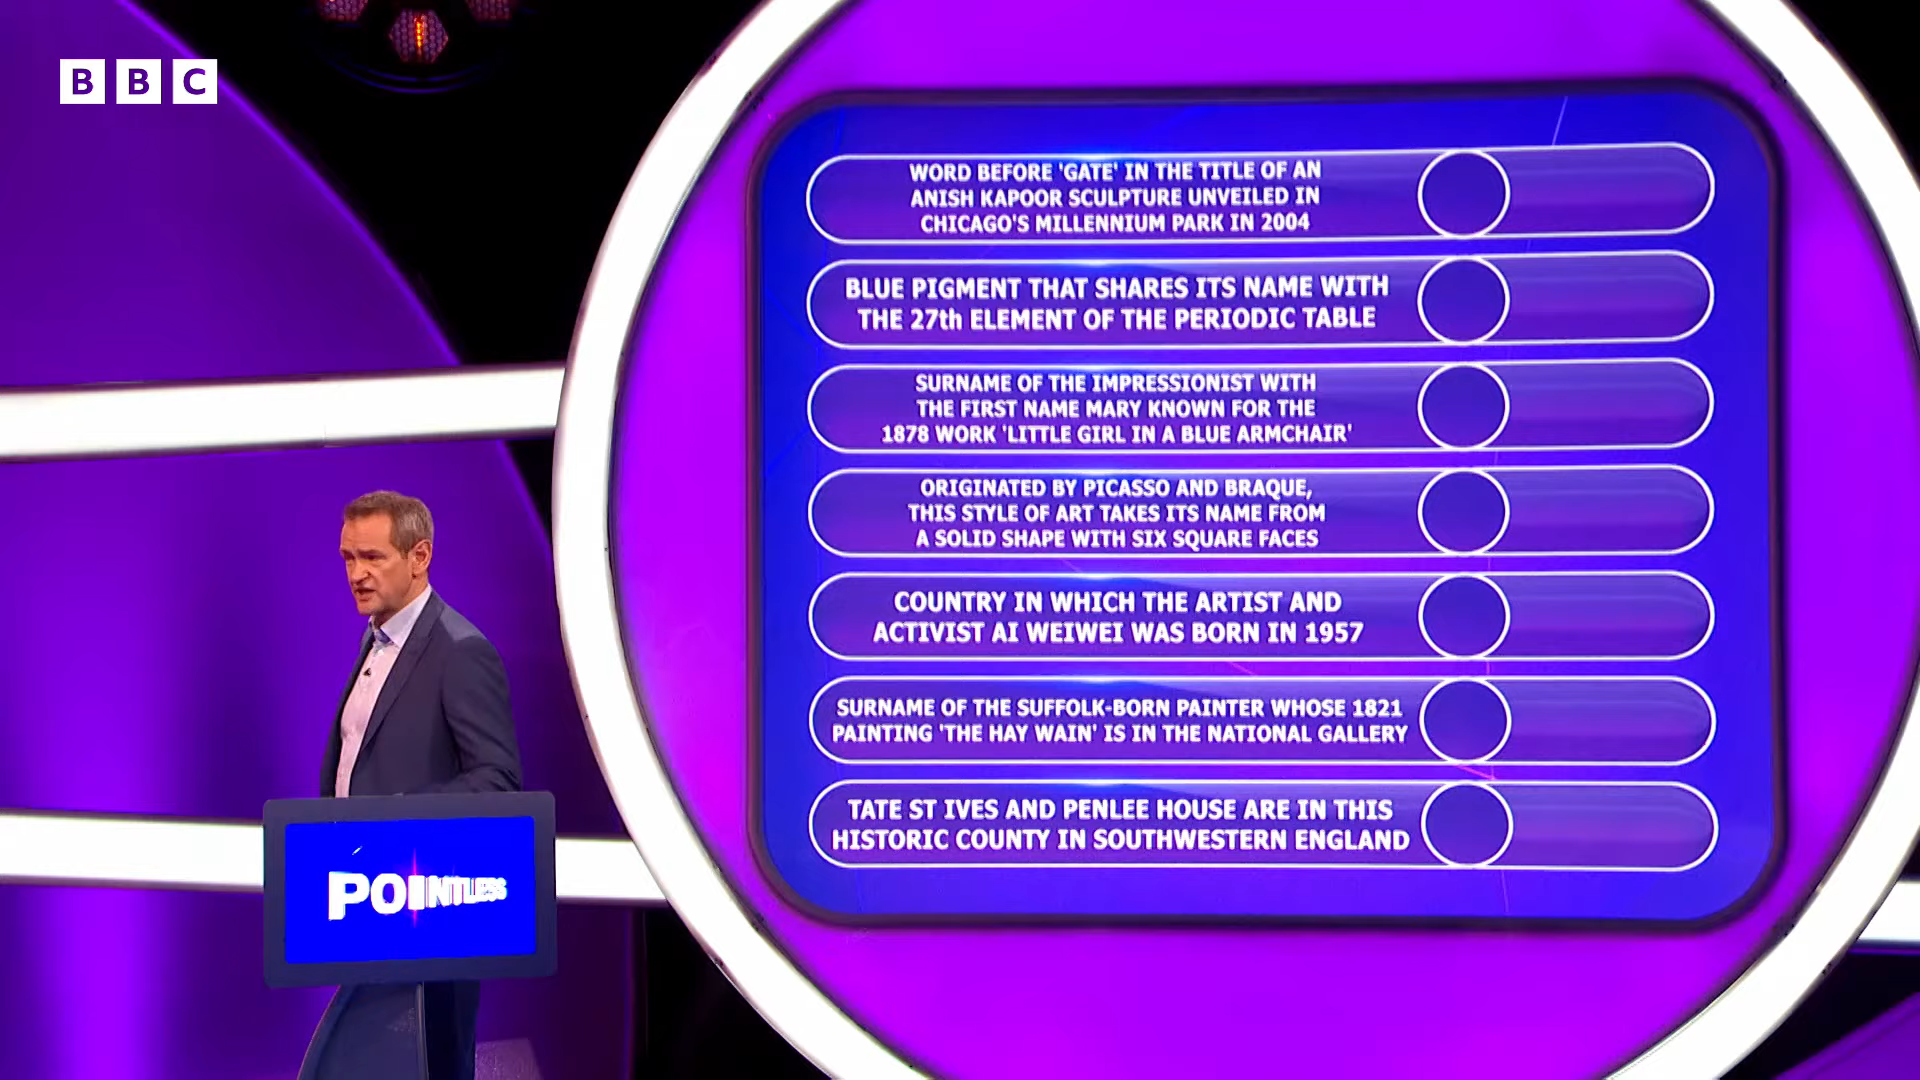 BBC
WORD BEFORE 'GATE' IN THE TITLE OF AN
ANISH KAPOOR SCULPTURE UNVEILED IN
CHICAGO'S MILLENNIUM PARK IN 2004
BLUE PIGMENT THAT SHARES ITS NAME WITH
THE 27th ELEMENT OF THE PERIODIC TABLE
SURNAME OF THE IMPRESSIONIST WITH
THE FIRST NAME MARY KNOWN FOR THE
1878 WORK 'LITTLE GIRL IN A BLUE ARMCHAIR'
ORIGINATED BY PICASSO AND BRAQUE,
THIS STYLE OF ART TAKES ITS NAME FROM
A SOLID SHAPE WITH SIX SQUARE FACES
COUNTRY IN WHICH THE ARTIST AND
ACTIVIST AI WEIWEI WAS BORN IN 1957
SURNAME OF THE SUFFOLK-BORN PAINTER WHOSE 1821
PAINTING 'THE HAY WAIN' IS IN THE NATIONAL GALLERY
TATE ST IVES AND PENLEE HOUSE ARE IN THIS
HISTORIC COUNTY IN SOUTHWESTERN ENGLAND
POINTLESS